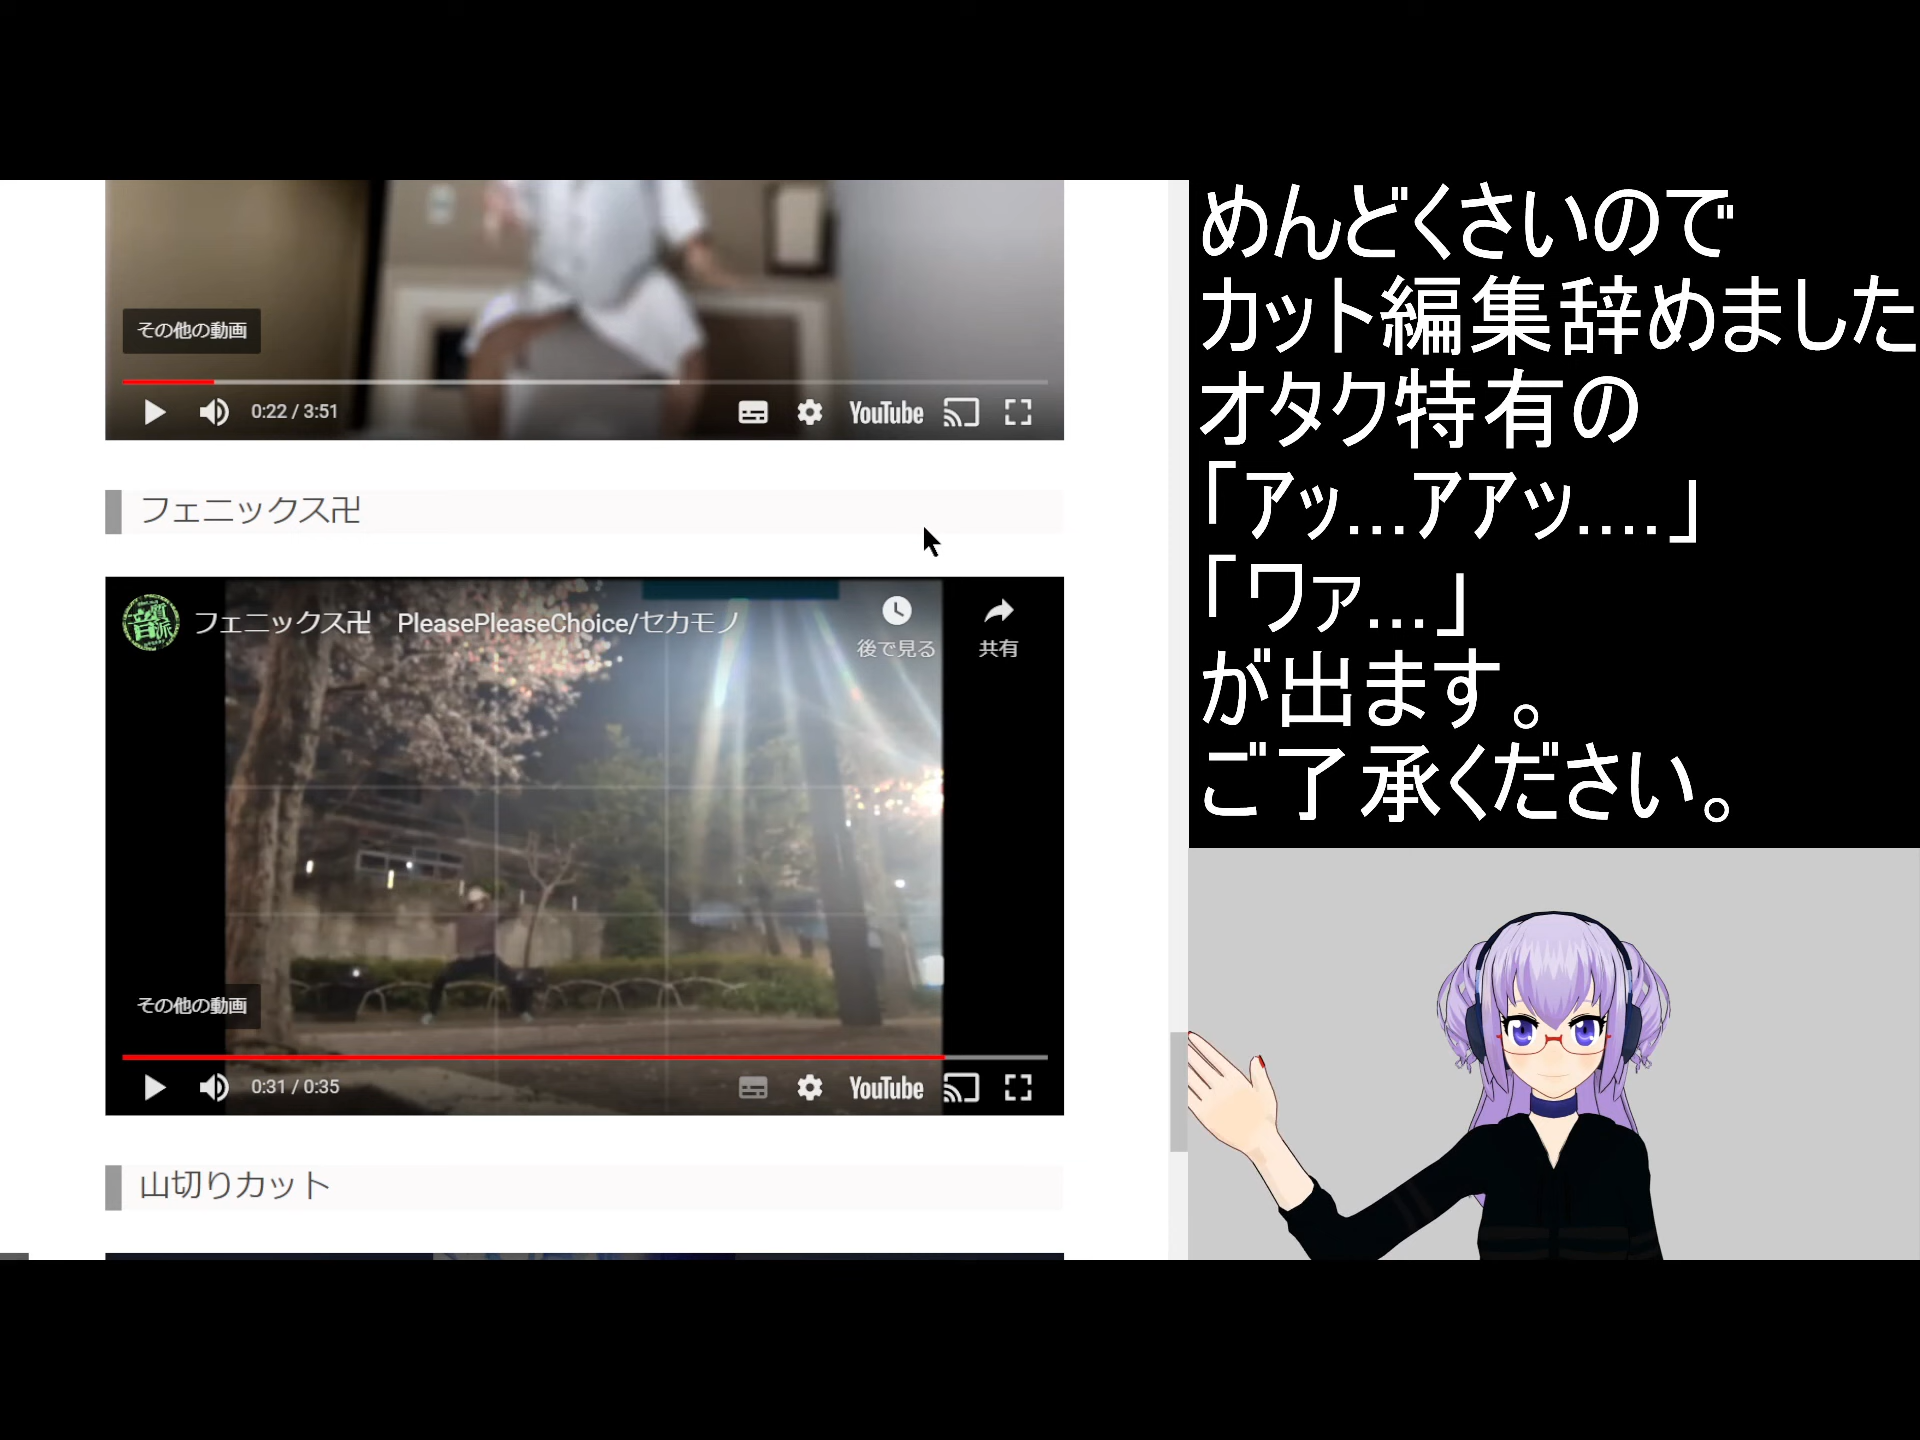 その他の動画
0:22 / 3:51
YouTube
フェニックス卍
音質派
フェニックス卍 PleasePleaseChoice/セカモノ
後で見る
共有
その他の動画
0:31 / 0:35
YouTube
山切りカット
めんどくさいので
カット編集辞めました
オタク特有の
「アッ...アアッ....」
「ワァ...」
が出ます。
ご了承ください。